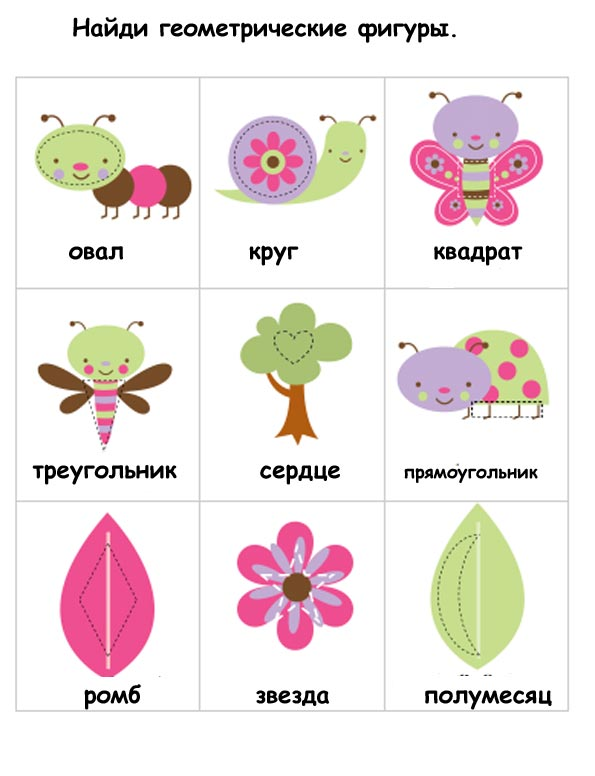 Найди геометрические фигуры.
овал
круг
квадрат
треугольник
сердце
прямоугольник
ромб
звезда
полумесяц